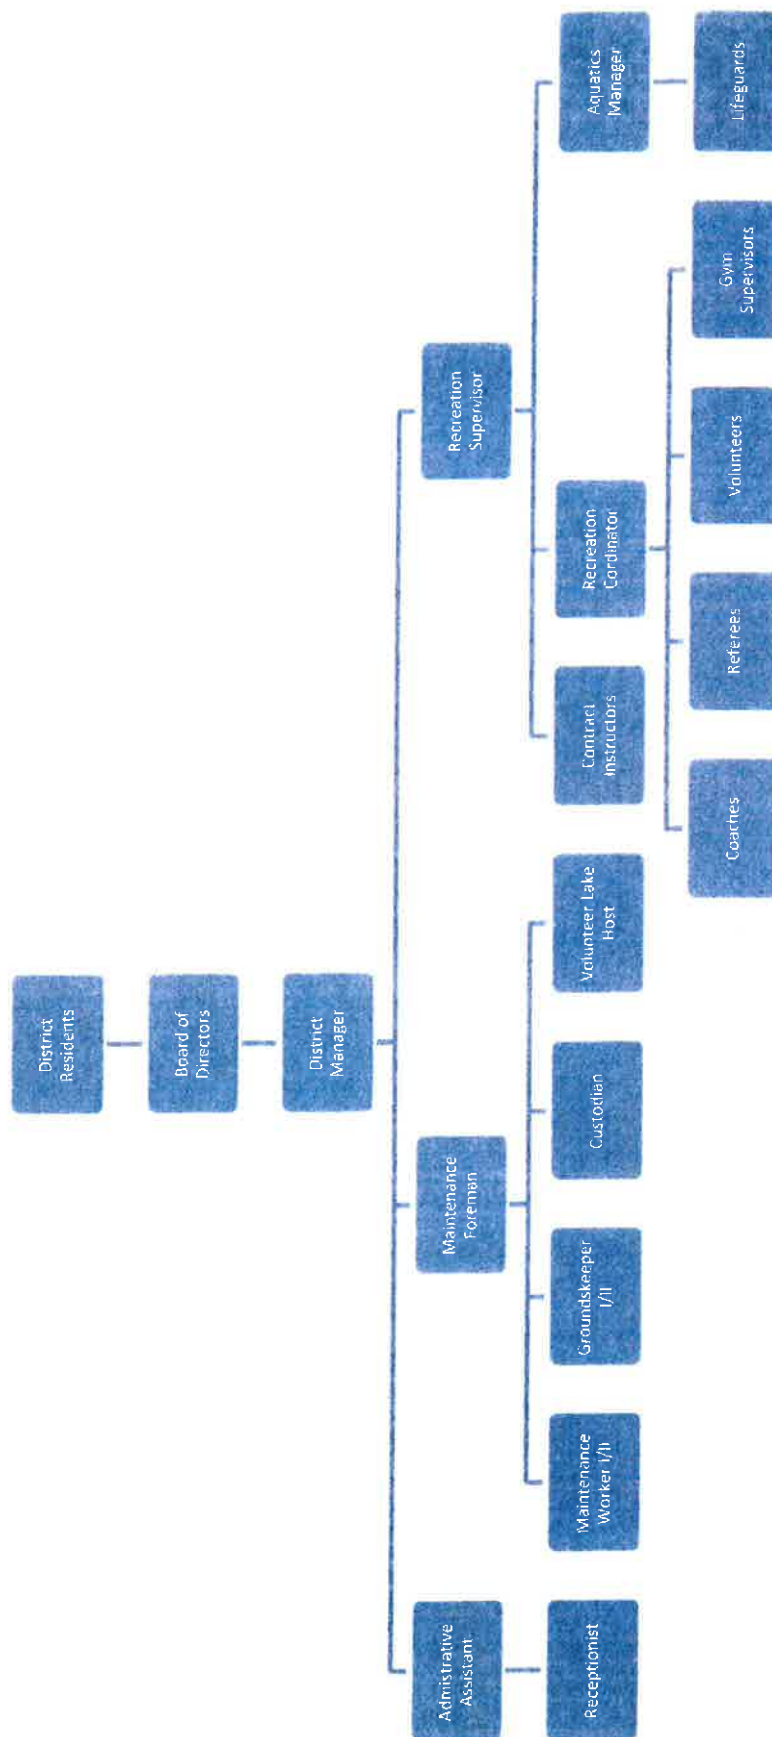 District
Residents
Board of
Directors
District
Manager
Admistrative
Assistant
Maintenance
Foreman
Recreation
Supervisor
Receptionist
Maintenance
Worker I/II
Groundskeeper
I/II
Custodian
Volunteer Lake
Host
Contract
Instructors
Recreation
Cordinator
Aquatics
Manager
Coaches
Referees
Volunteers
Gym
Supervisors
Lifeguards